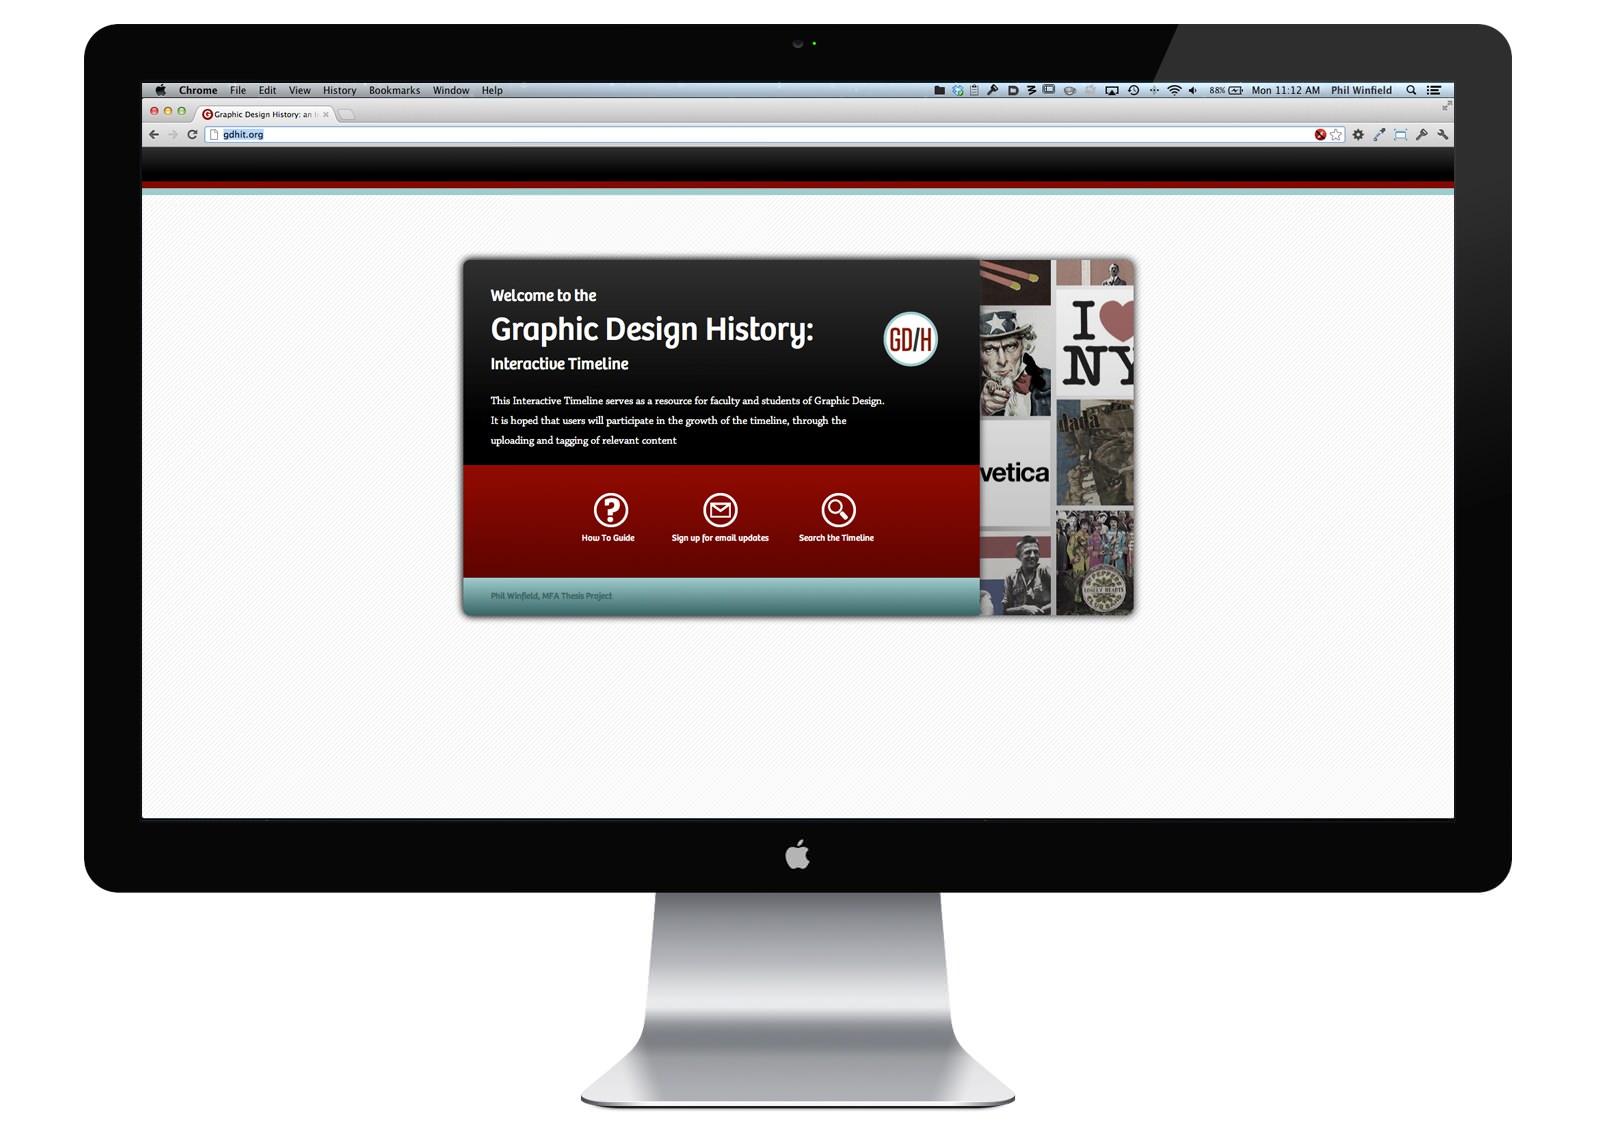 Chrome File Edit View History Bookmarks Window Help 88% Mon 11:12 AM Phil Winfield
Graphic Design History: an I
gdhit.org
Welcome to the
Graphic Design History:
Interactive Timeline
GD/H
This Interactive Timeline serves as a resource for faculty and students of Graphic Design.
It is hoped that users will participate in the growth of the timeline, through the
uploading and tagging of relevant content
How To Guide
Sign up for email updates
Search the Timeline
Phil Winfield, MFA Thesis Project
I
NY
dada
vetica
LONELY HEARTS